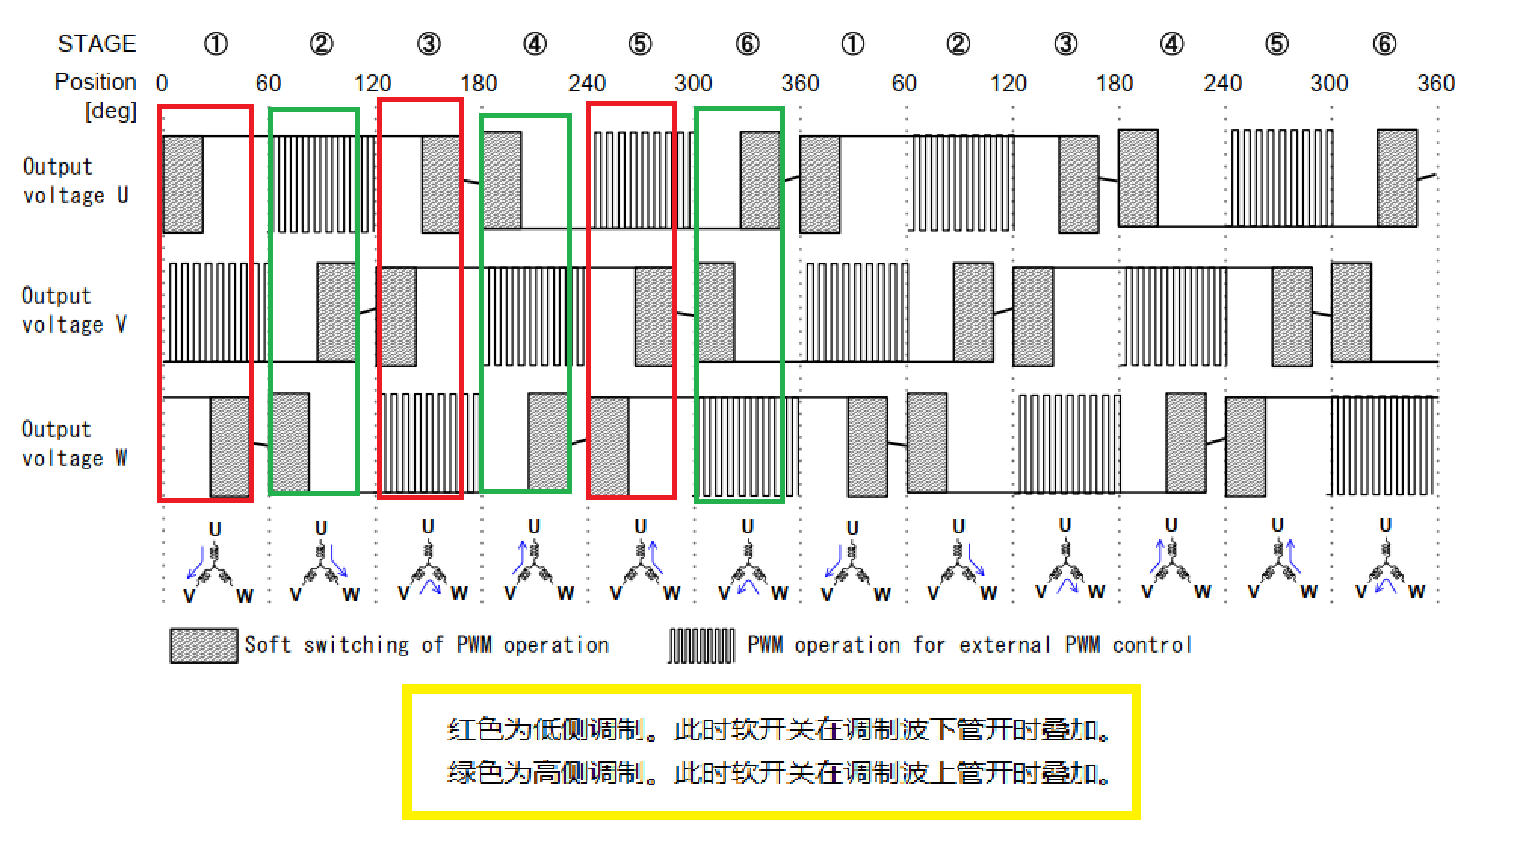 STAGE ① ② ③ ④ ⑤ ⑥ ① ② ③ ④ ⑤ ⑥
Position 0 60 120 180 240 300 360 60 120 180 240 300 360
[deg]
Output
voltage U
Output
voltage V
Output
voltage W
U U U U U U U U U U U U
V W V W V W V W V W V W V W V W V W V W V W V W
Soft switching of PWM operation PWM operation for external PWM control
红色为低侧调制。此时软开关在调制波下管开时叠加。
绿色为高侧调制。此时软开关在调制波上管开时叠加。